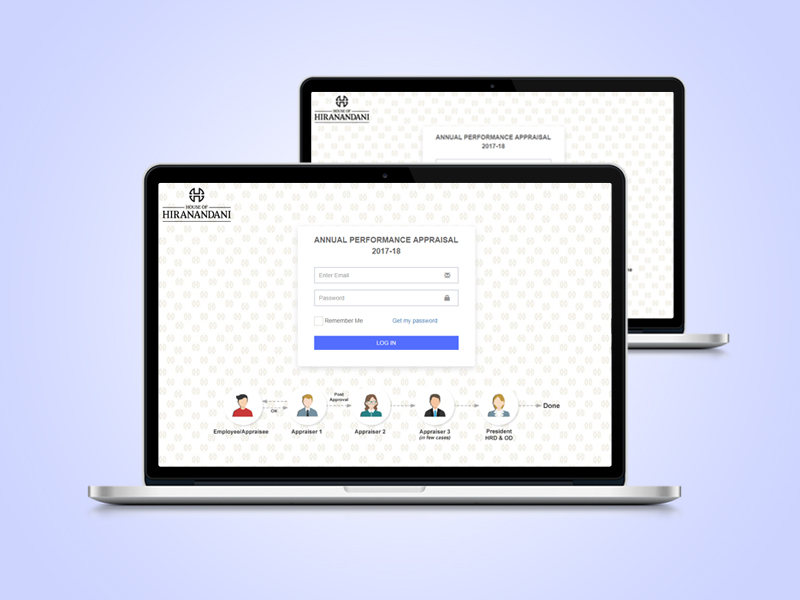 HOUSE OF
HIRANANDANI
ANNUAL PERFORMANCE APPRAISAL
2017-18
HOUSE OF
HIRANANDANI
ANNUAL PERFORMANCE APPRAISAL
2017-18
Enter Email
Password
Remember Me Get my password
LOG IN
OK
Post
Approval
Done
Employee/Appraisee
Appraiser 1
Appraiser 2
Appraiser 3
(in few cases)
President
HRD & OD